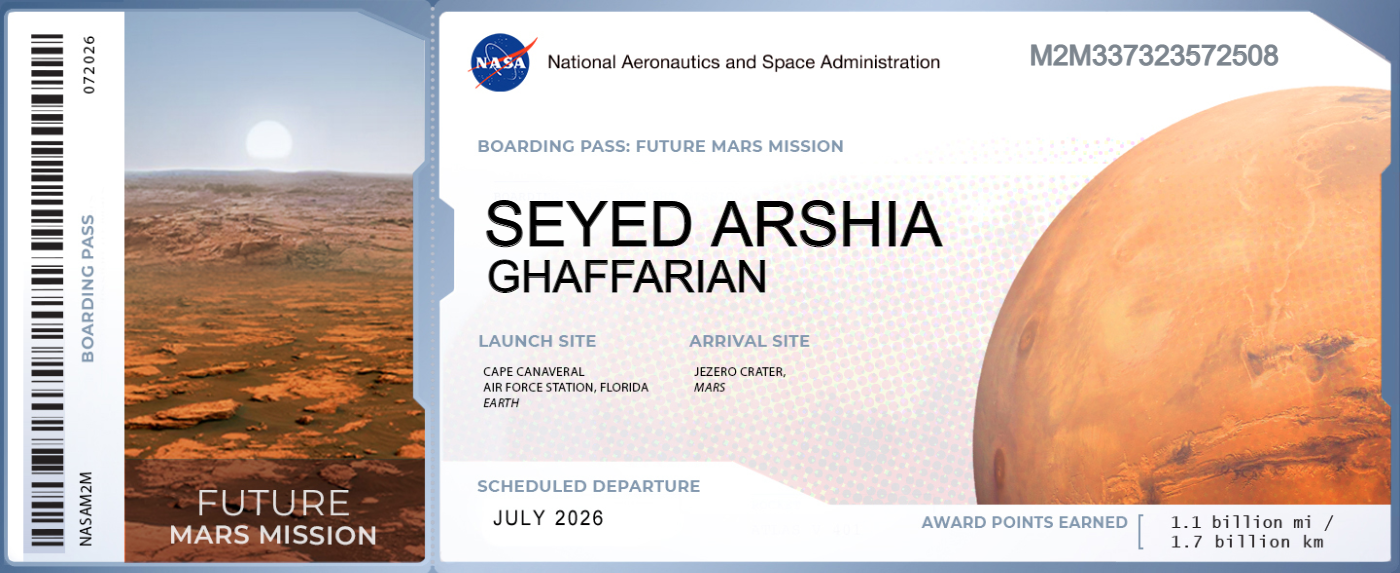 072026
BOARDING PASS
NASAM2M
FUTURE
MARS MISSION
NASA
National Aeronautics and Space Administration
M2M337323572508
BOARDING PASS: FUTURE MARS MISSION
SEYED ARSHIA
GHAFFARIAN
LAUNCH SITE
CAPE CANAVERAL
AIR FORCE STATION, FLORIDA
EARTH
ARRIVAL SITE
JEZERO CRATER,
MARS
SCHEDULED DEPARTURE
JULY 2026
AWARD POINTS EARNED
1.1 billion mi /
1.7 billion km